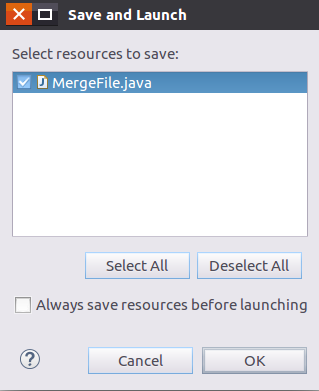 Save and Launch
Select resources to save:
MergeFile.java
Select All
Deselect All
Always save resources before launching
?
Cancel
OK